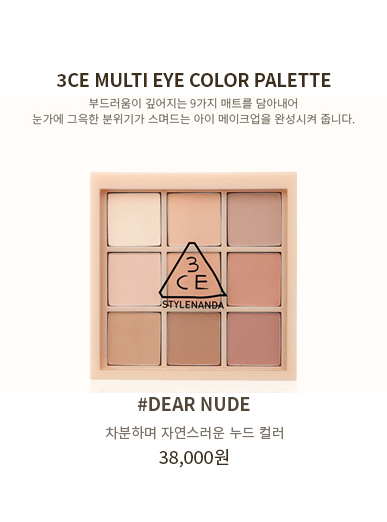 3CE MULTI EYE COLOR PALETTE
부드러움이 깊어지는 9가지 매트를 담아내어
눈가에 그윽한 분위기가 스며드는 아이 메이크업을 완성시켜 줍니다.
3
CE
STYLENANDA
#DEAR NUDE
차분하며 자연스러운 누드 컬러
38,000원